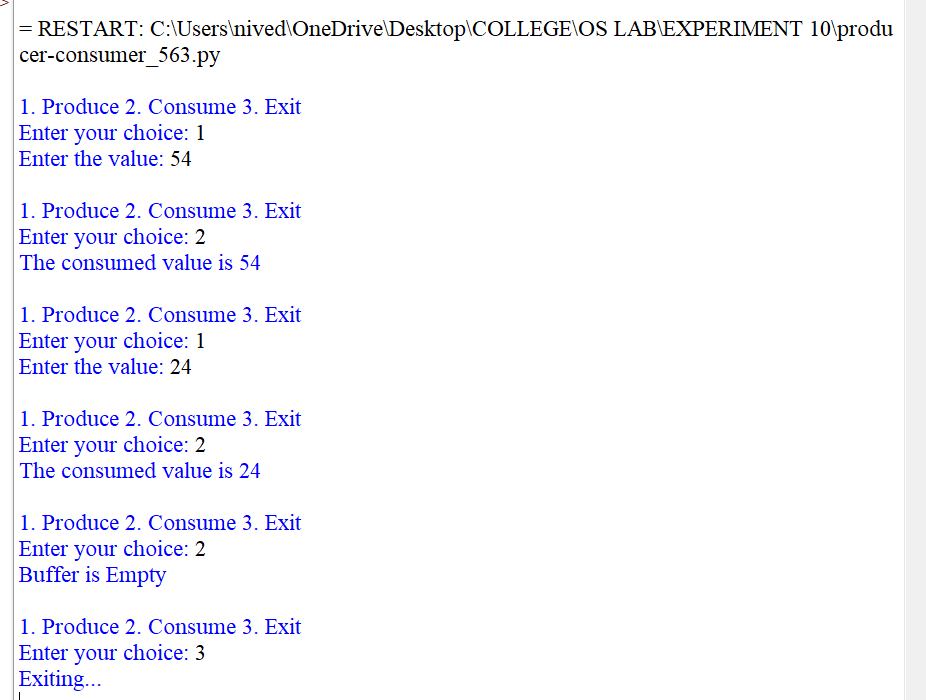 >
= RESTART: C:\Users\nived\OneDrive\Desktop\COLLEGE\OS LAB\EXPERIMENT 10\produ
cer-consumer_563.py
1. Produce 2. Consume 3. Exit
Enter your choice: 1
Enter the value: 54
1. Produce 2. Consume 3. Exit
Enter your choice: 2
The consumed value is 54
1. Produce 2. Consume 3. Exit
Enter your choice: 1
Enter the value: 24
1. Produce 2. Consume 3. Exit
Enter your choice: 2
The consumed value is 24
1. Produce 2. Consume 3. Exit
Enter your choice: 2
Buffer is Empty
1. Produce 2. Consume 3. Exit
Enter your choice: 3
Exiting...